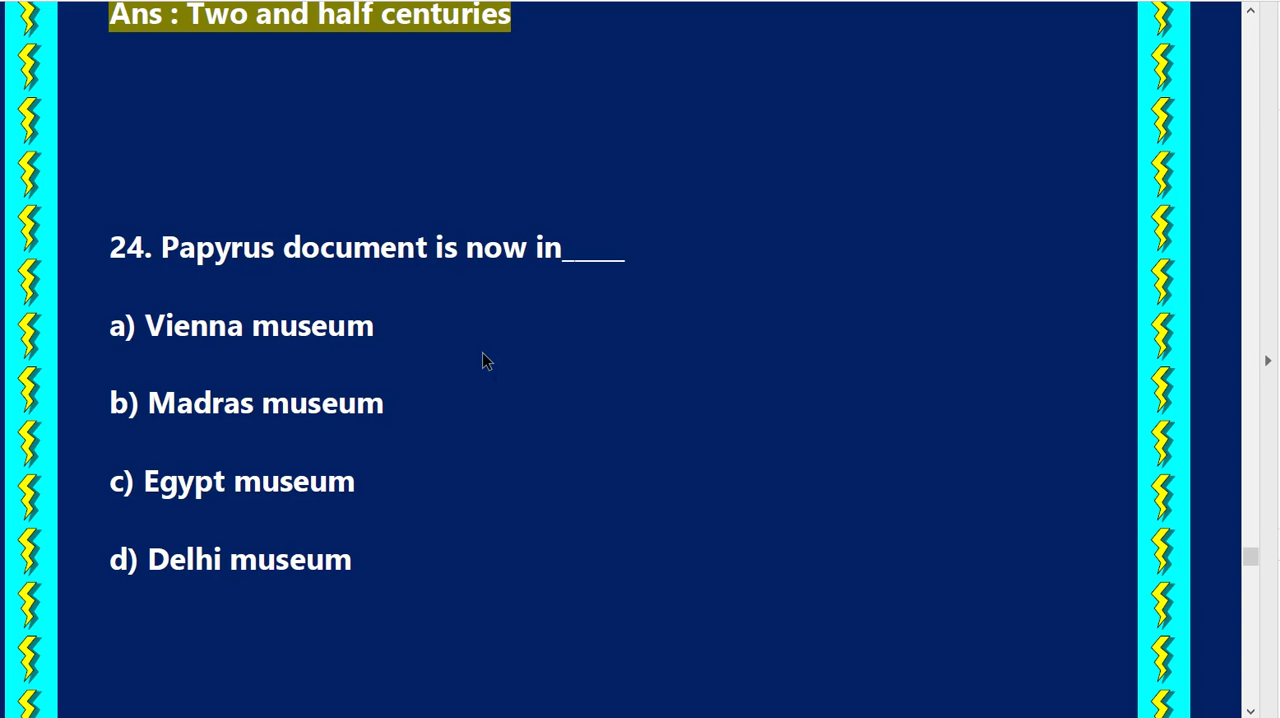 Ans : Two and half centuries
24. Papyrus document is now in_____
a) Vienna museum
b) Madras museum
c) Egypt museum
d) Delhi museum